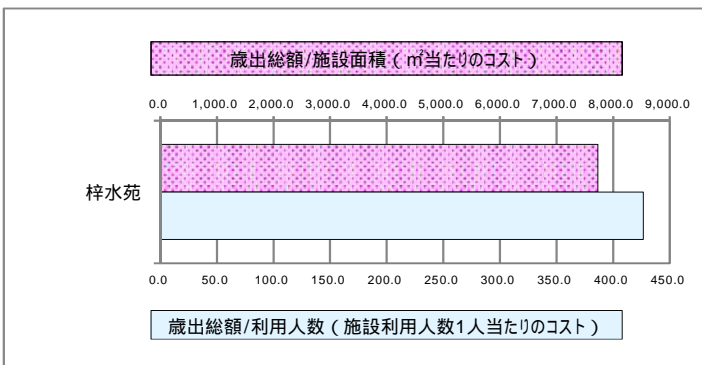 歳出総額/施設面積(㎡当たりのコスト)
0.0 1,000.0 2,000.0 3,000.0 4,000.0 5,000.0 6,000.0 7,000.0 8,000.0 9,000.0
梓水苑
0.0 50.0 100.0 150.0 200.0 250.0 300.0 350.0 400.0 450.0
歳出総額/利用人数(施設利用人数1人当たりのコスト)